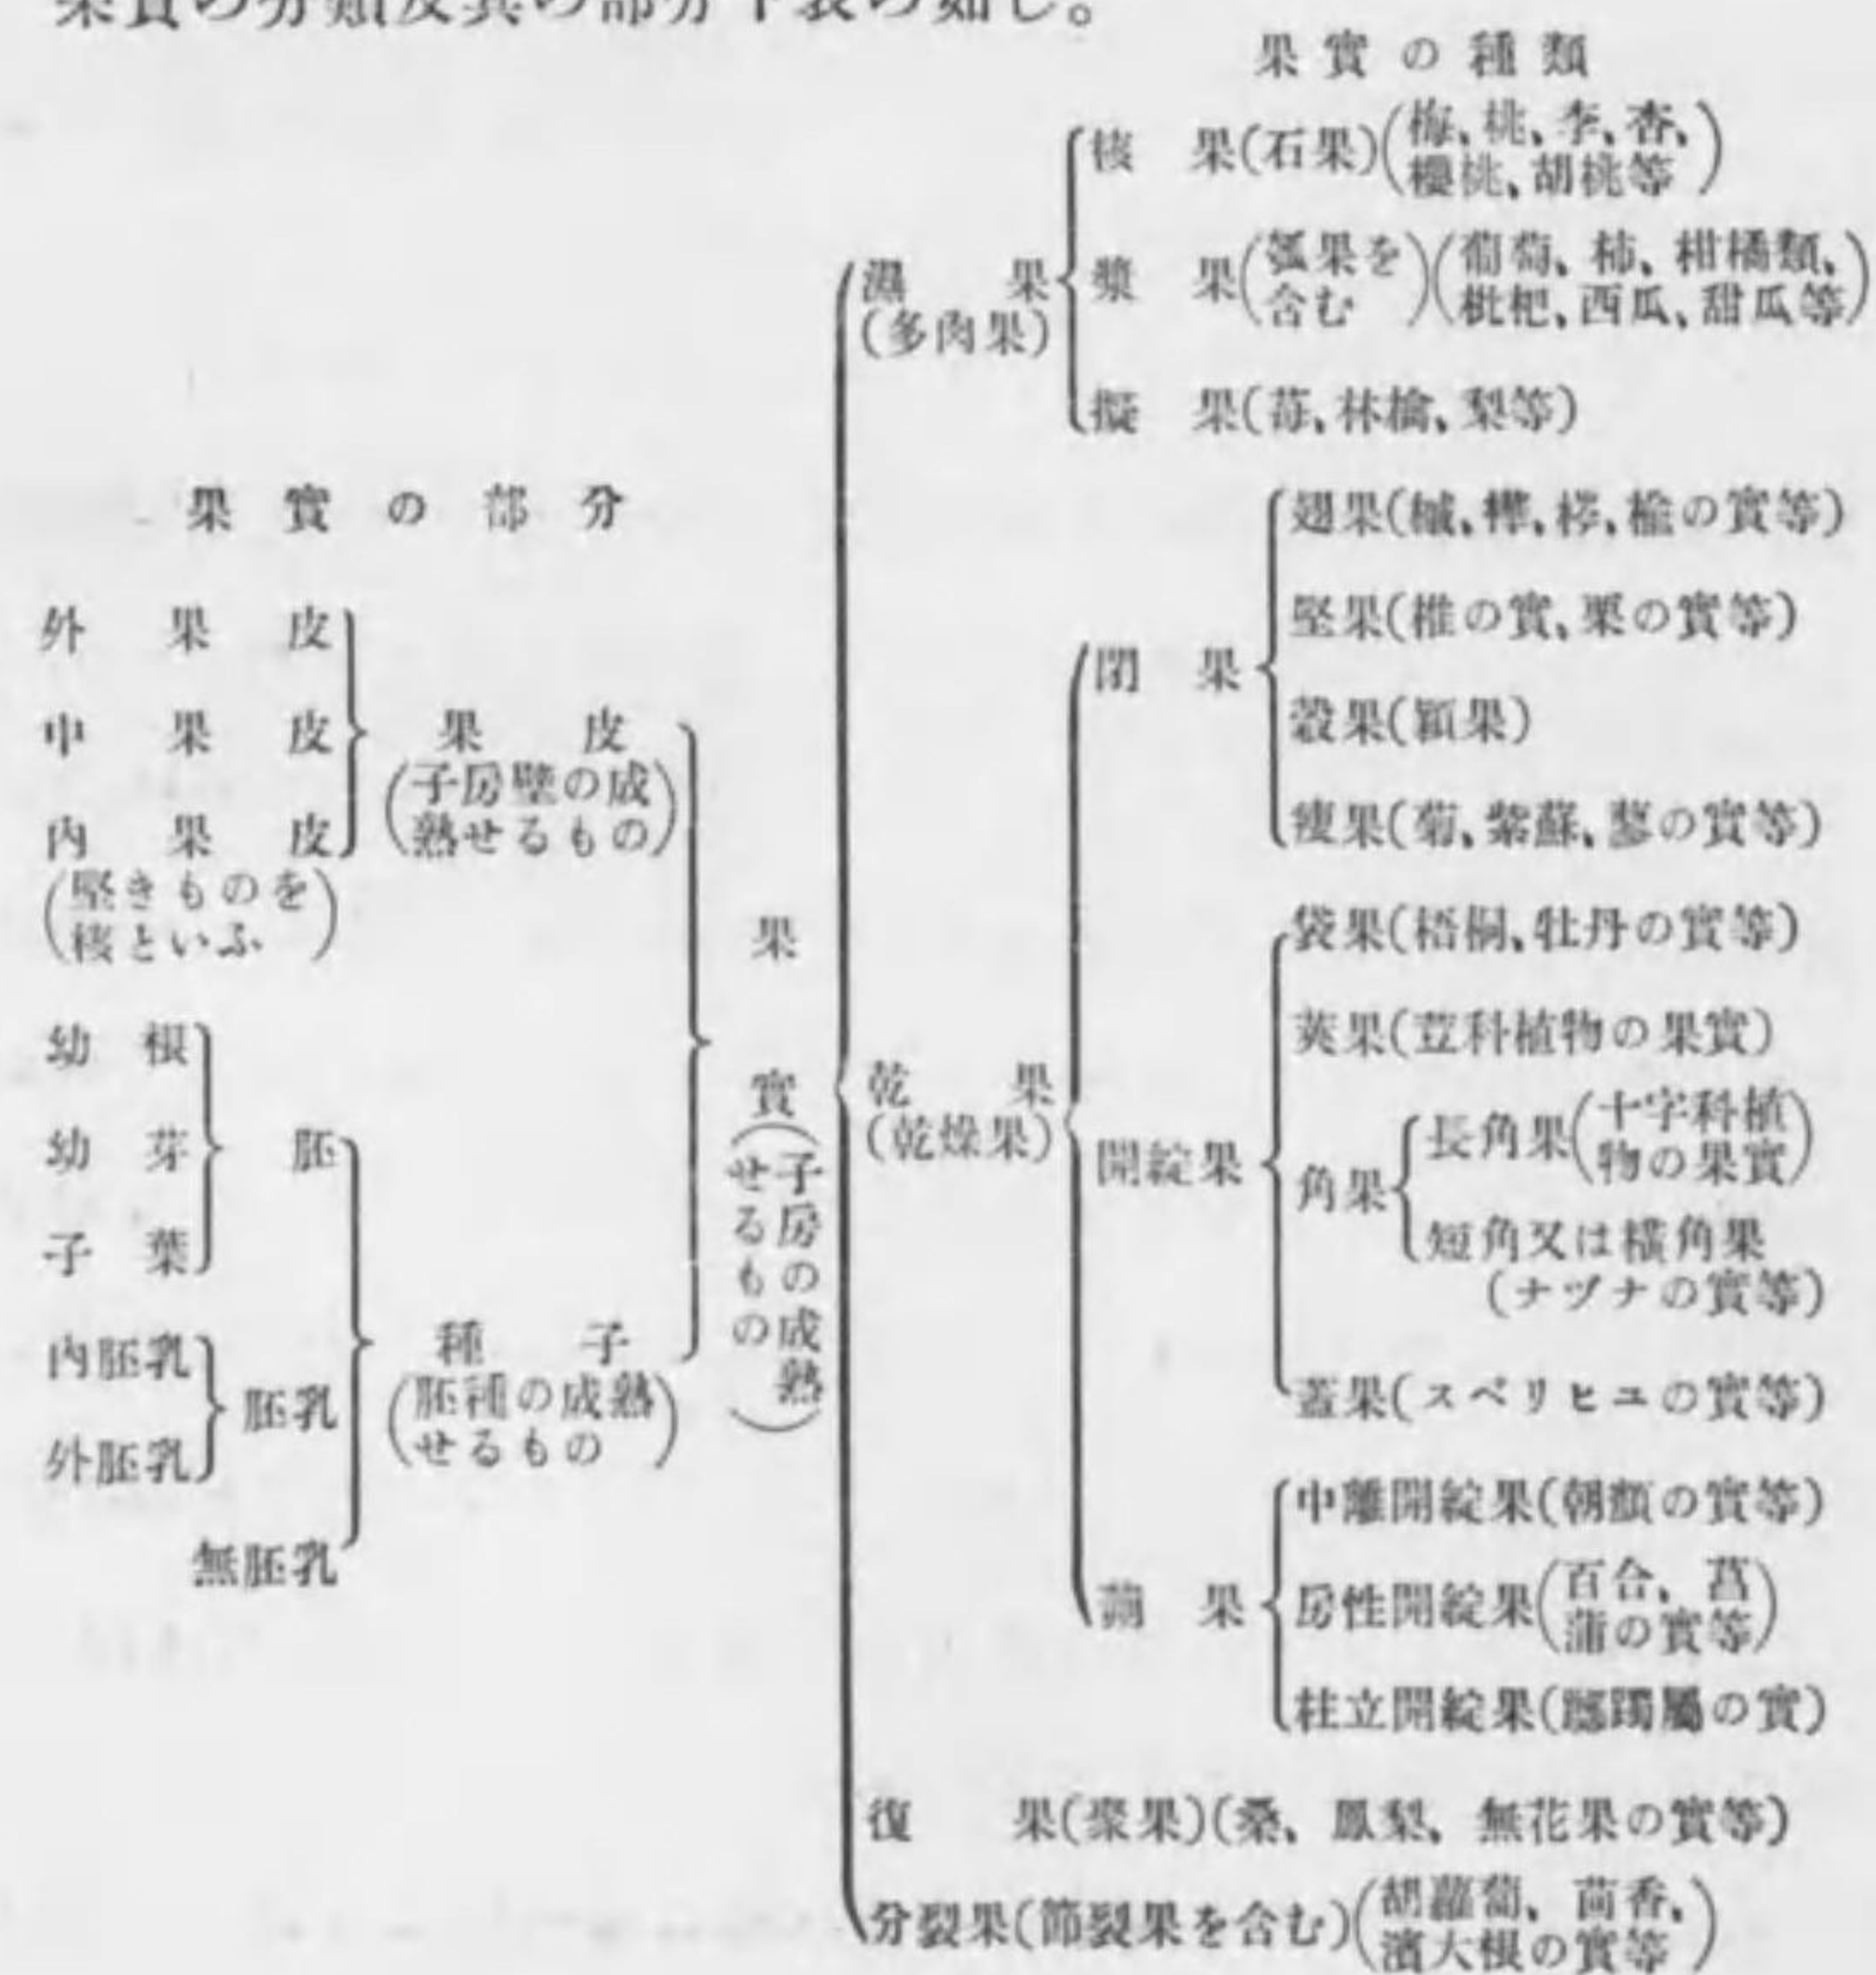 果實の分類及其の部分下表の如し。
果實の種類
核果(石果)(梅、桃、李、杏、
櫻桃、胡桃等)
濕果
(多肉果)
漿果(瓠果を
含む)(葡萄、柿、柑橘類、
枇杷、西瓜、甜瓜等)
擬果(苺、林檎、梨等)
閉果
翅果(槭、樺、梣、楡の實等)
堅果(椎の實、栗の實等)
穀果(穎果)
瘦果(菊、紫蘇、蓼の實等)
乾果
(乾燥果)
開綻果
袋果(梧桐、牡丹の實等)
莢果(荳科植物の果實)
角果
長角果(十字科植
物の果實)
短角又は橫角果
(ナヅナの實等)
蓋果(スベリヒユの實等)
蒴果
中離開綻果(朝顏の實等)
房性開綻果(百合、菖
蒲の實等)
柱立開綻果(躑躅屬の實)
復果(聚果)(桑、鳳梨、無花果の實等)
分裂果(節裂果を含む)(胡蘿蔔、茴香、
濱大根の實等)
果實の部分
外果皮
中果皮
內果皮
(堅きものを
核といふ)
果皮
(子房壁の成
熟せるもの)
幼根
幼芽
子葉
胚
內胚乳
外胚乳
胚乳
無胚乳
種子
(胚種の成熟
せるもの)
果實(子房の成熟
せるもの)